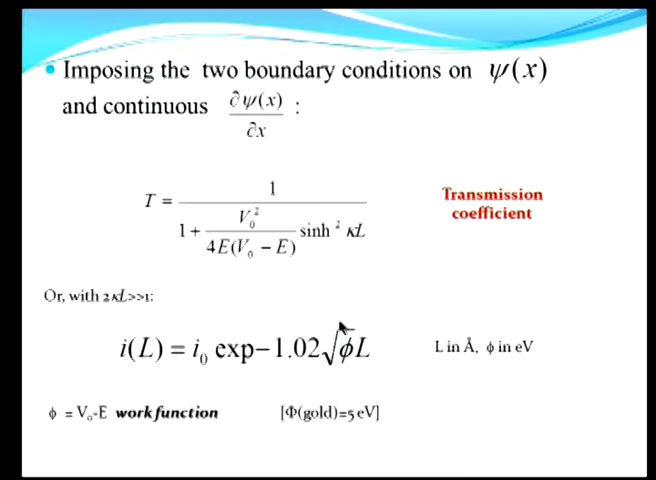 • Imposing the two boundary conditions on ψ(x)
and continuous ∂ψ(x)/∂x :
T = 1 / (1 + V₀²/(4E(V₀ − E)) sinh² κL)
Transmission
coefficient
Or, with 2κL>>1:
i(L) = i₀ exp−1.02√ϕL
L in Å, ϕ in eV
ϕ = V₀-E work function [Φ(gold)=5 eV]